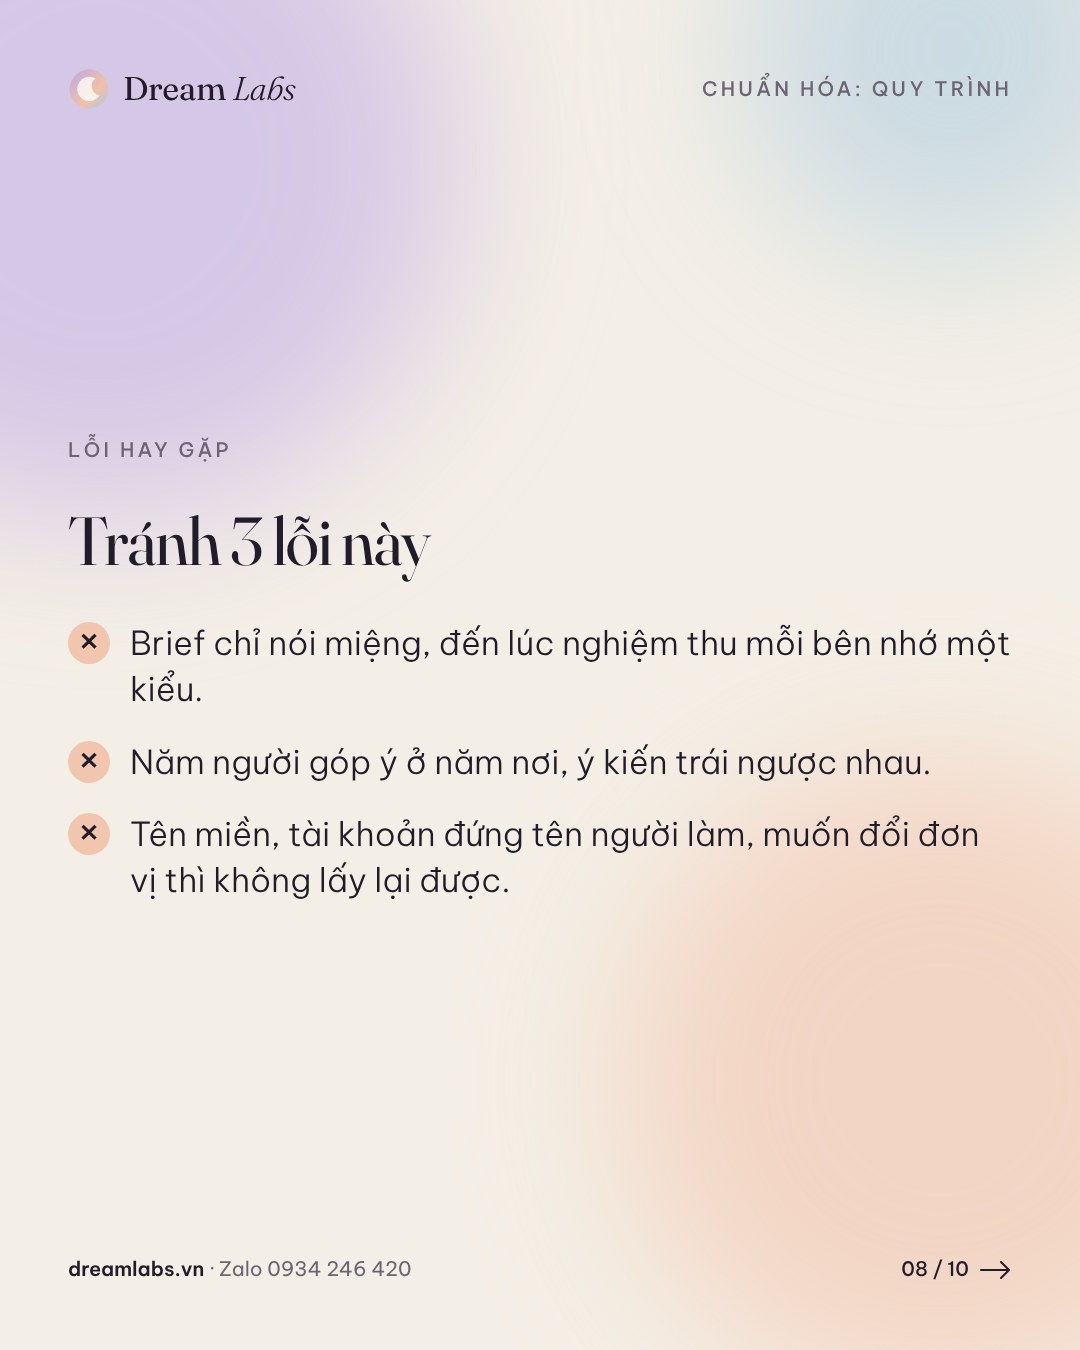 Dream Labs
CHUẨN HÓA: QUY TRÌNH
LỖI HAY GẶP
Tránh 3 lỗi này
Brief chỉ nói miệng, đến lúc nghiệm thu mỗi bên nhớ một
kiểu.
Năm người góp ý ở năm nơi, ý kiến trái ngược nhau.
Tên miền, tài khoản đứng tên người làm, muốn đổi đơn
vị thì không lấy lại được.
dreamlabs.vn · Zalo 0934 246 420
08 / 10 →